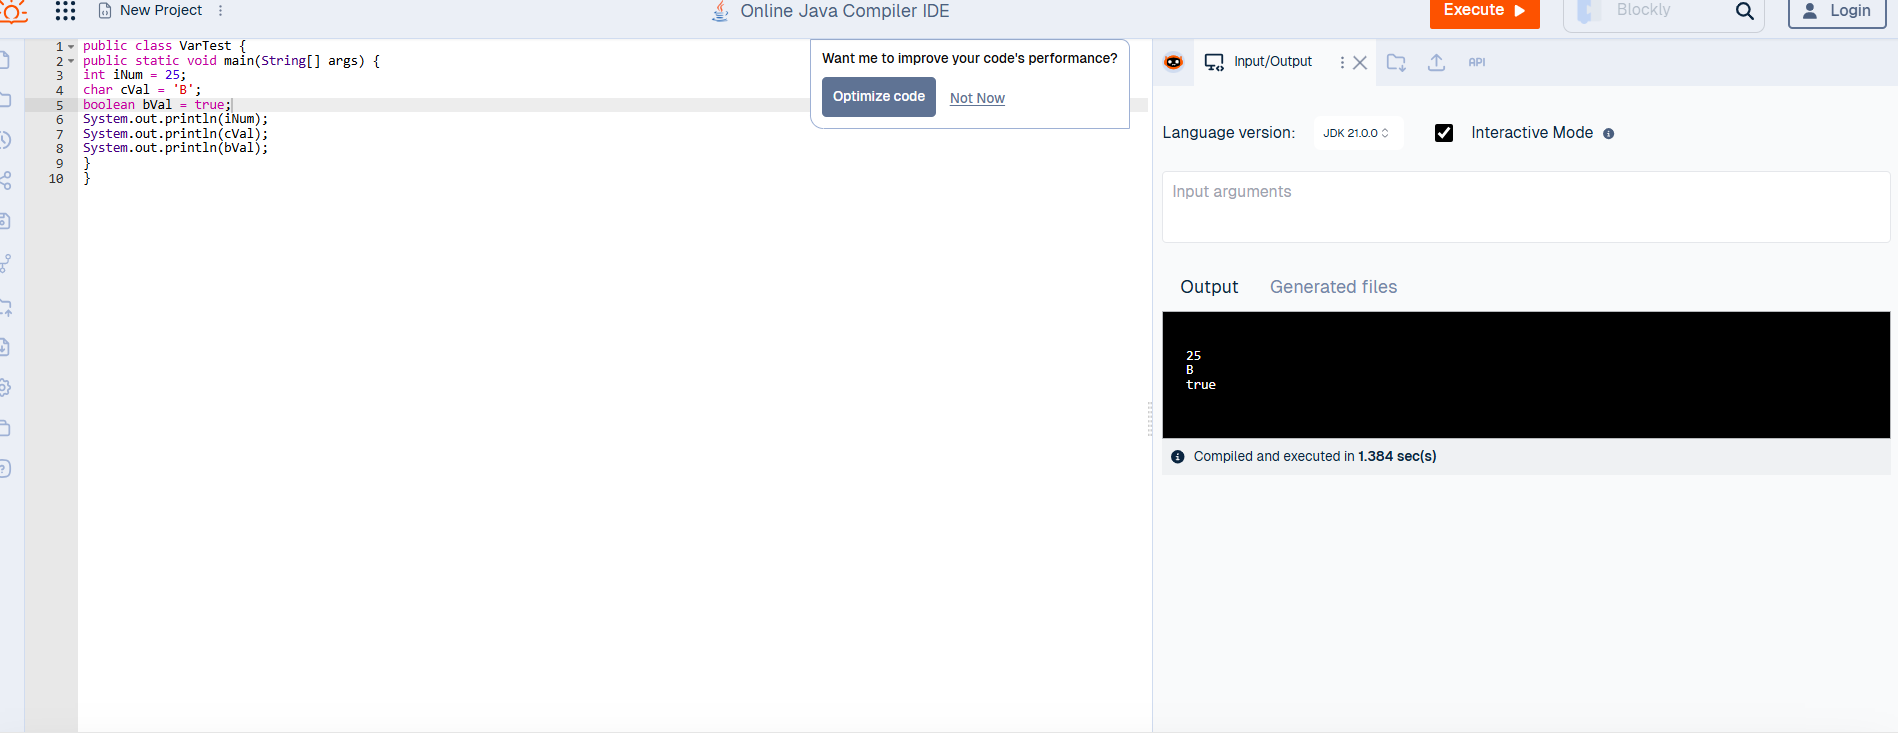 New Project
Online Java Compiler IDE
Execute
Blockly
Login
1 public class VarTest {
2 public static void main(String[] args) {
3 int iNum = 25;
4 char cVal = 'B';
5 boolean bVal = true;
6 System.out.println(iNum);
7 System.out.println(cVal);
8 System.out.println(bVal);
9 }
10 }
Want me to improve your code's performance?
Optimize code Not Now
Input/Output
API
Language version: JDK 21.0.0 Interactive Mode
Input arguments
Output Generated files
25
B
true
Compiled and executed in 1.384 sec(s)